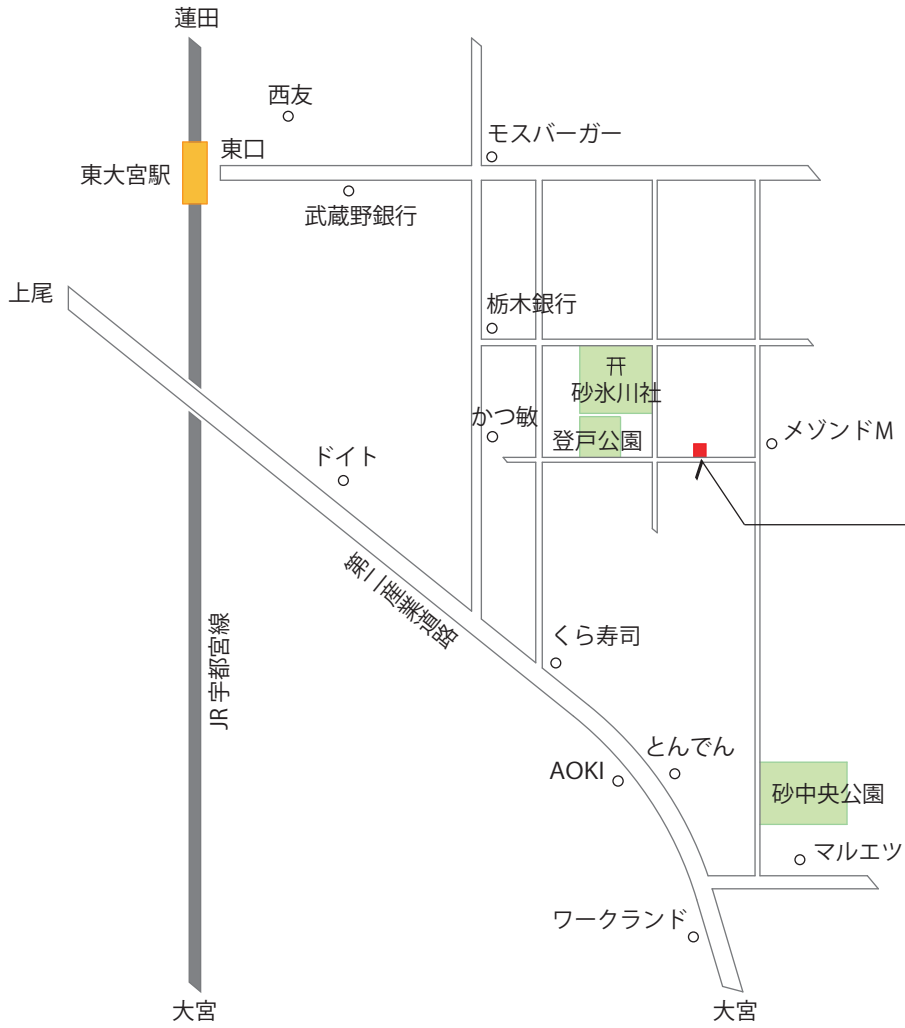 蓮田
西友
モスバーガー
東口
東大宮駅
武蔵野銀行
上尾
栃木銀行
砂氷川社
かつ敏
登戸公園
メゾンドM
ドイト
第二産業道路
くら寿司
JR宇都宮線
とんでん
AOKI
砂中央公園
マルエツ
ワークランド
大宮
大宮